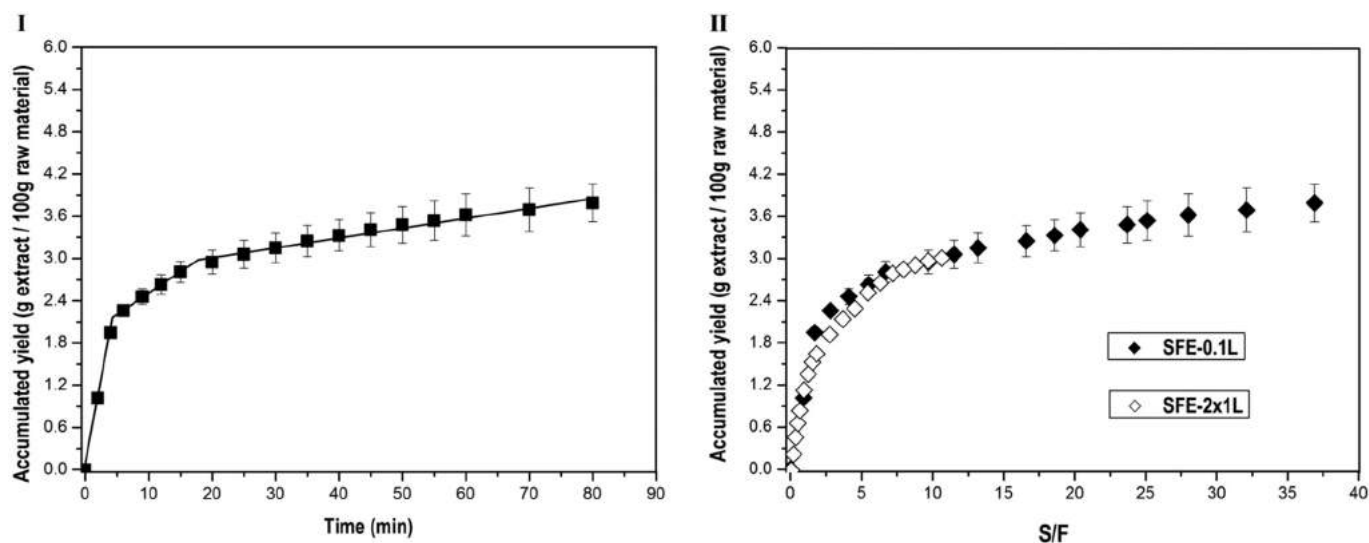 I
Accumulated yield (g extract / 100g raw material)
6.0
5.4
4.8
4.2
3.6
3.0
2.4
1.8
1.2
0.6
0.0
0 10 20 30 40 50 60 70 80 90
Time (min)
II
Accumulated yield (g extract / 100g raw material)
6.0
5.4
4.8
4.2
3.6
3.0
2.4
1.8
1.2
0.6
0.0
SFE-0.1L
SFE-2x1L
0 5 10 15 20 25 30 35 40
S/F